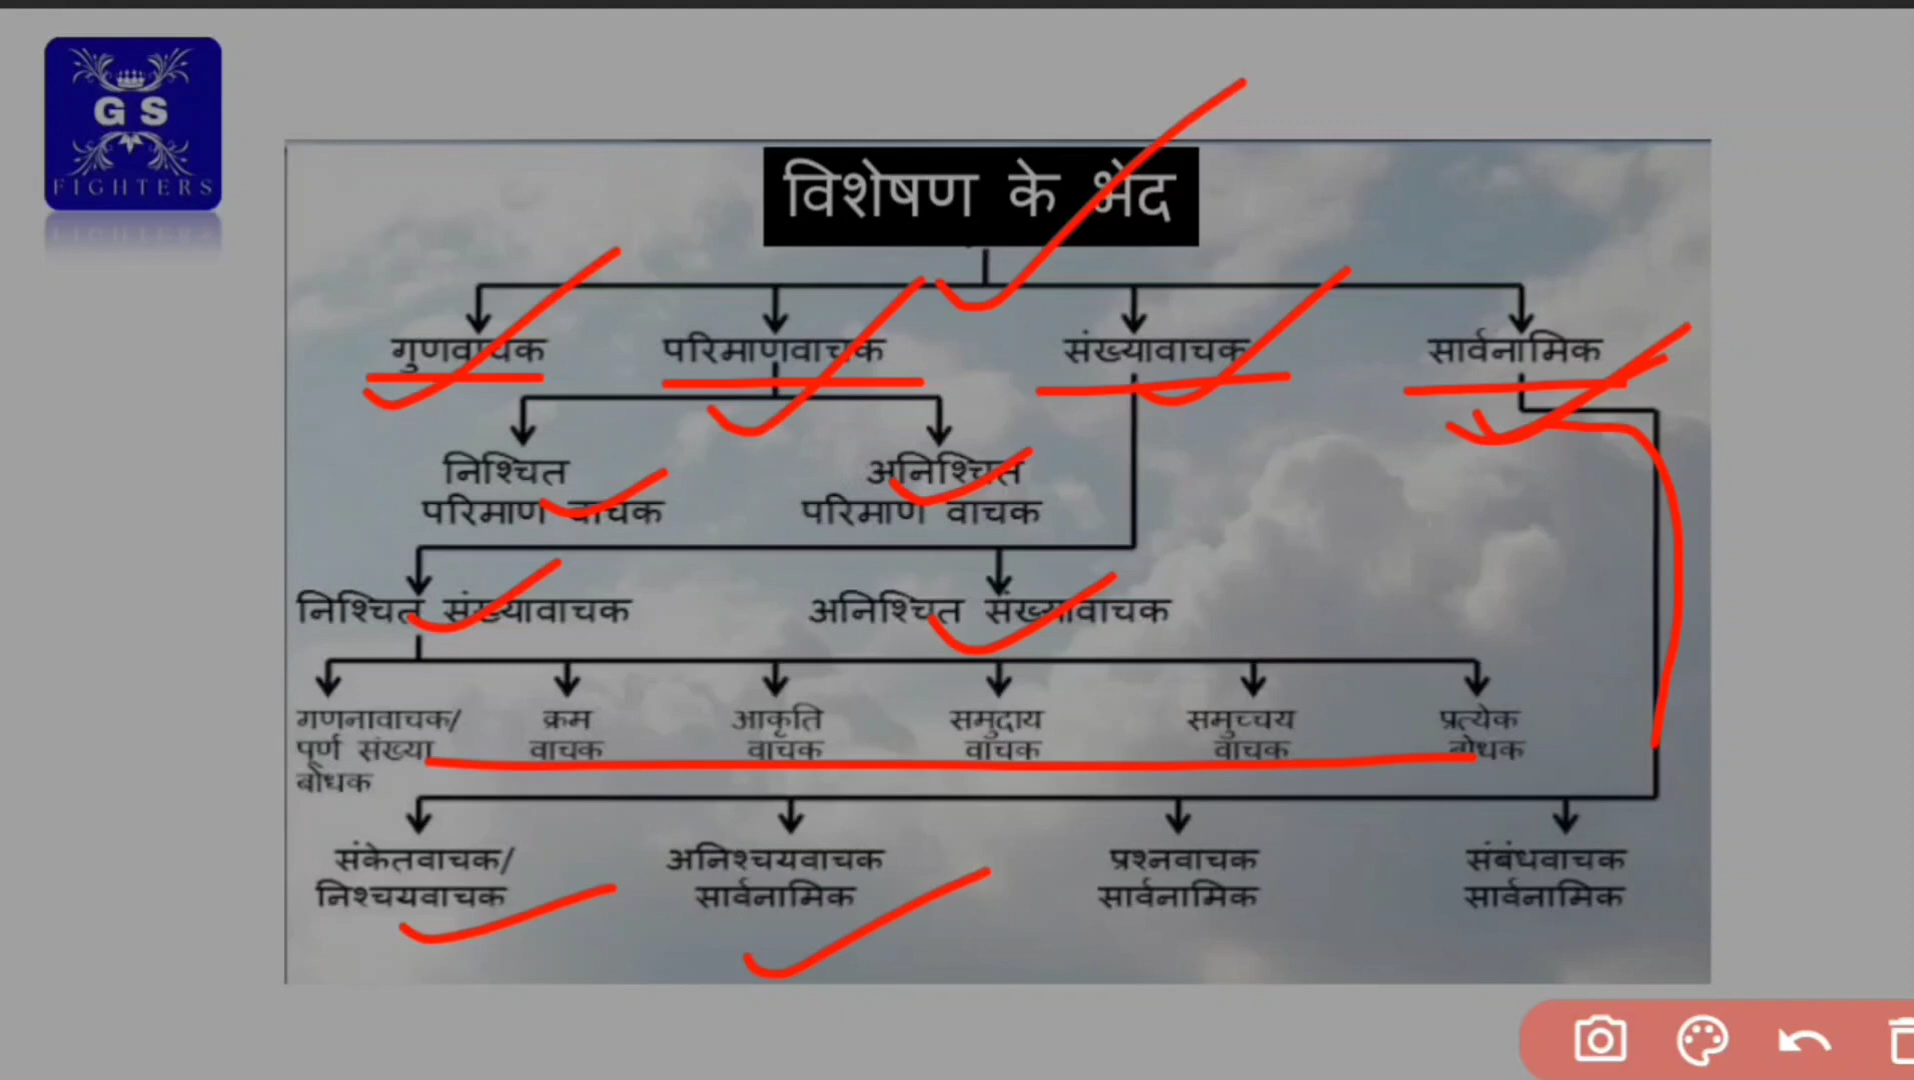 G S
FIGHTERS
विशेषण के भेद
गुणवाचक परिमाणवाचक संख्यावाचक सार्वनामिक
निश्चित अनिश्चित
परिमाण वाचक परिमाण वाचक
निश्चित संख्यावाचक अनिश्चित संख्यावाचक
गणनावाचक/ क्रम आकृति समुदाय समुच्चय प्रत्येक
पूर्ण संख्या वाचक वाचक वाचक वाचक बोधक
बोधक
संकेतवाचक/ अनिश्चयवाचक प्रश्नवाचक संबंधवाचक
निश्चयवाचक सार्वनामिक सार्वनामिक सार्वनामिक